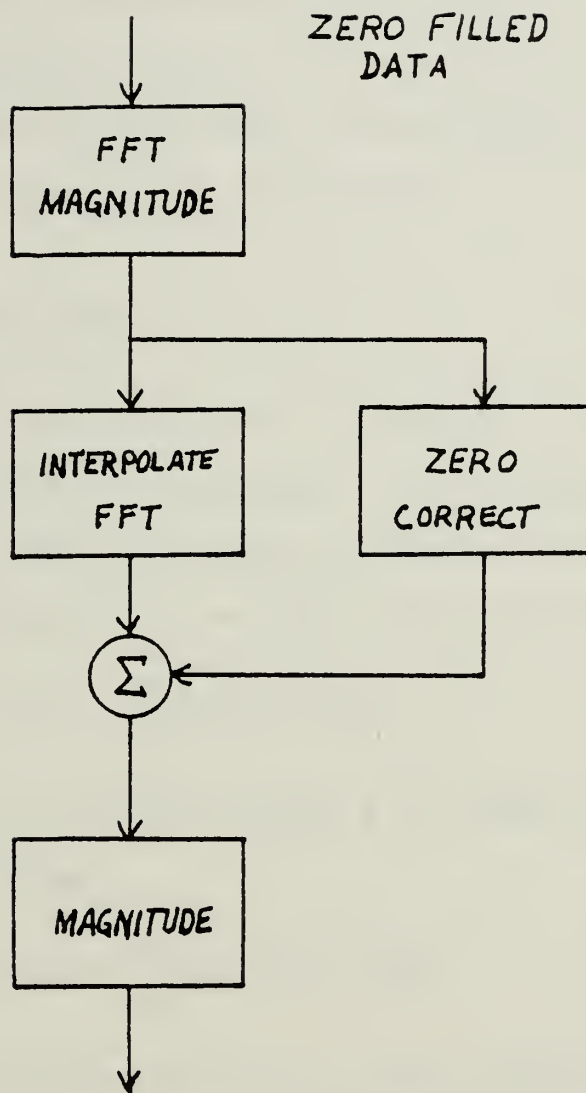 ZERO FILLED
DATA
FFT
MAGNITUDE
INTERPOLATE
FFT
ZERO
CORRECT
Σ
MAGNITUDE